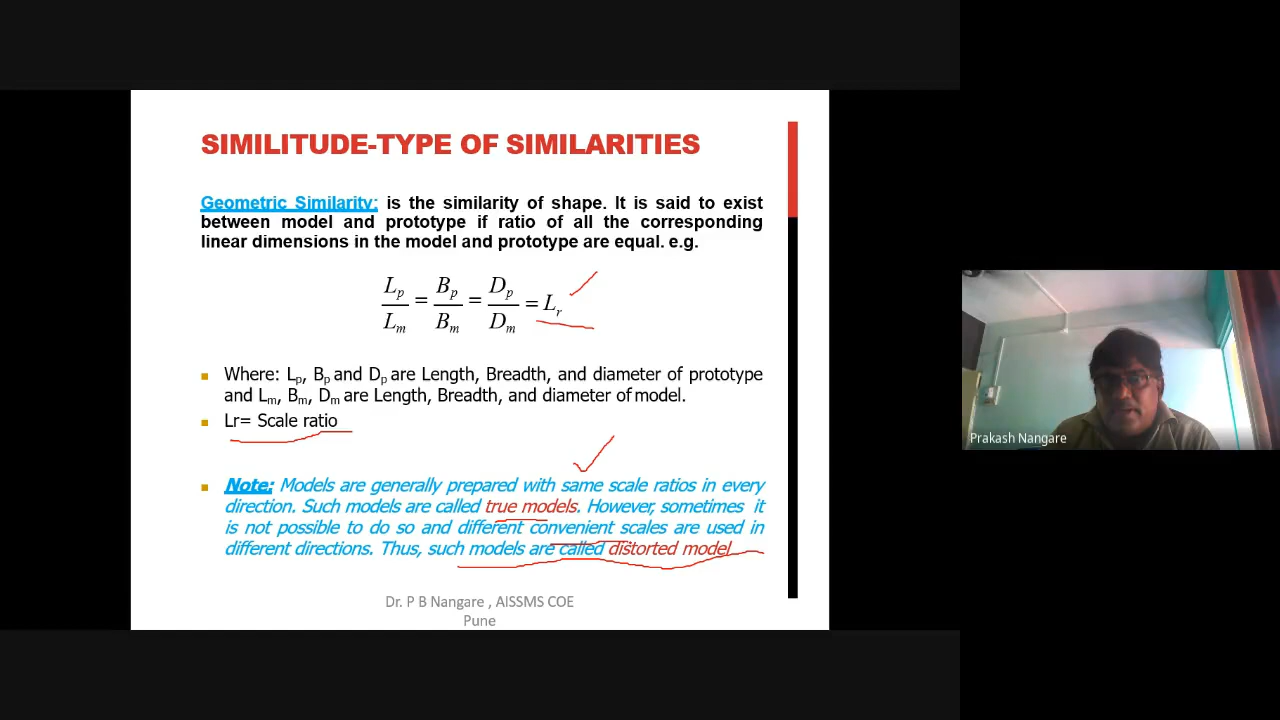 SIMILITUDE-TYPE OF SIMILARITIES
Geometric Similarity: is the similarity of shape. It is said to exist
between model and prototype if ratio of all the corresponding
linear dimensions in the model and prototype are equal. e.g.
Lp/Lm = Bp/Bm = Dp/Dm = Lr
Where: Lp, Bp and Dp are Length, Breadth, and diameter of prototype
and Lm, Bm, Dm are Length, Breadth, and diameter of model.
Lr= Scale ratio
Note: Models are generally prepared with same scale ratios in every
direction. Such models are called true models. However, sometimes it
is not possible to do so and different convenient scales are used in
different directions. Thus, such models are called distorted model
Dr. P B Nangare , AISSMS COE
Pune
Prakash Nangare